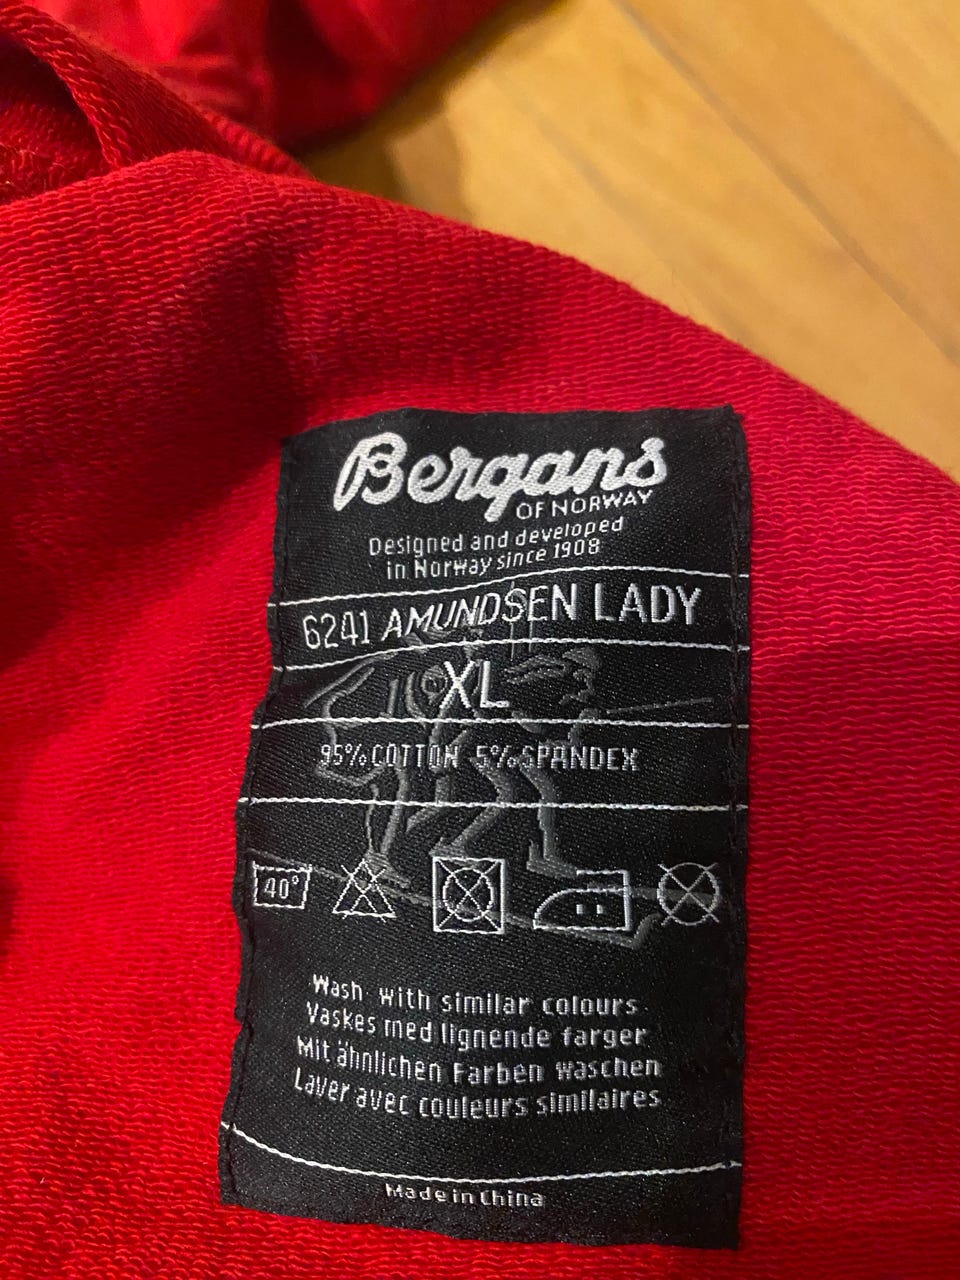 Bergans
OF NORWAY
Designed and developed
in Norway since 1908
6241 AMUNDSEN LADY
XL
95% COTTON 5% SPANDEX
40°
Wash with similar colours
Vaskes med lignende farger
Mit ähnlichen Farben waschen
Laver avec couleurs similaires
Made in China